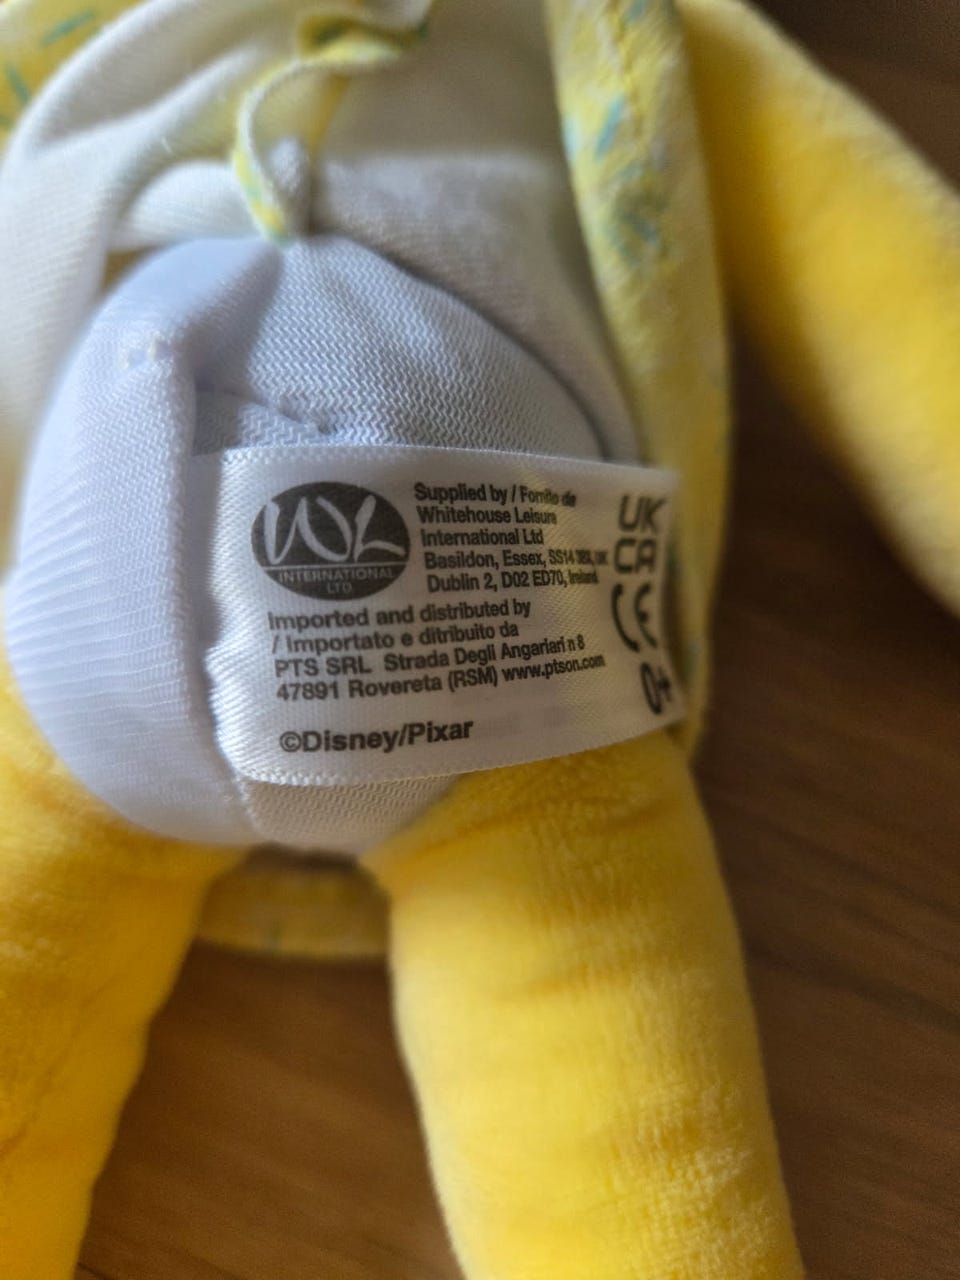 WL
INTERNATIONAL
LTD
Supplied by / Fornito da
Whitehouse Leisure
International Ltd
Basildon, Essex, SS14 UK
Dublin 2, D02 ED70, Ireland
UK
CA
CE
0+
Imported and distributed by
/ Importato e ditribuito da
PTS SRL Strada Degli Angariari n 8
47891 Rovereta (RSM) www.ptson.com
©Disney/Pixar